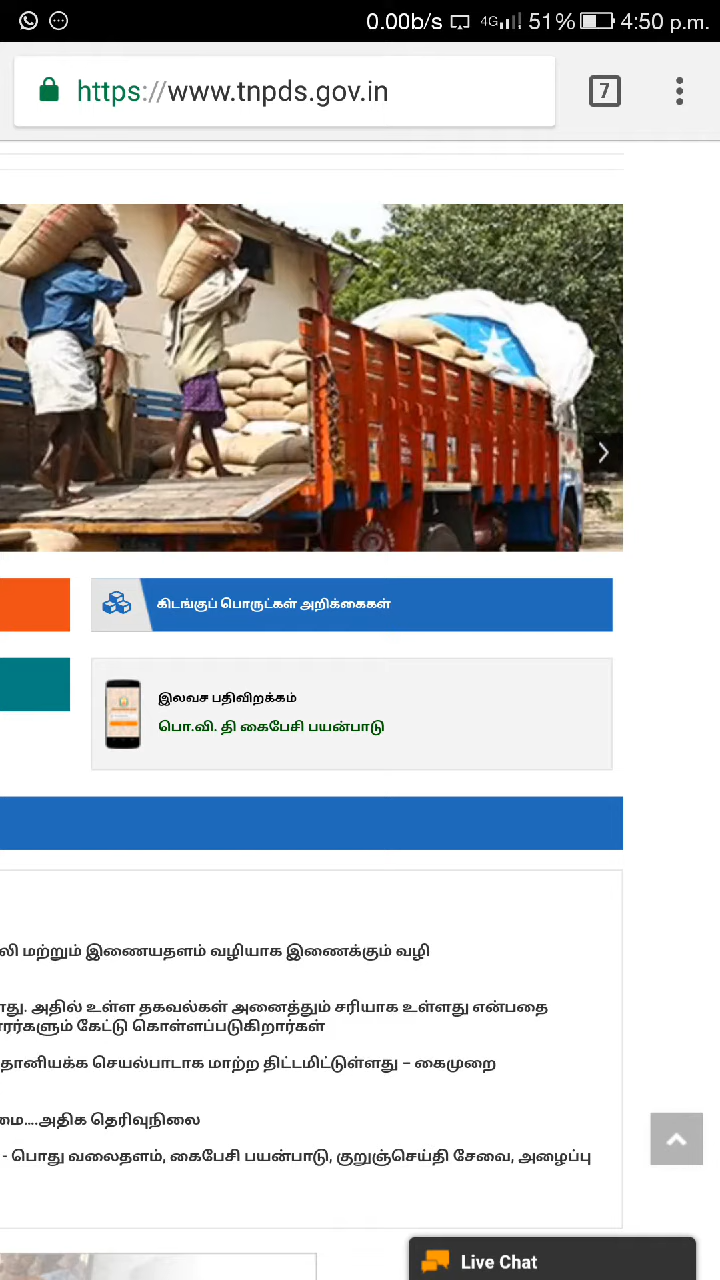 0.00b/s 4G 51% 4:50 p.m.
https://www.tnpds.gov.in 7
கிடங்குப் பொருட்கள் அறிக்கைகள்
இலவச பதிவிறக்கம்
பொ.வி. தி கைபேசி பயன்பாடு
லி மற்றும் இணையதளம் வழியாக இணைக்கும் வழி
ாது. அதில் உள்ள தகவல்கள் அனைத்தும் சரியாக உள்ளது என்பதை
ாரர்களும் கேட்டு கொள்ளப்படுகிறார்கள்
தானியக்க செயல்பாடாக மாற்ற திட்டமிட்டுள்ளது – கைமுறை
மை....அதிக தெரிவுநிலை
- பொது வலைதளம், கைபேசி பயன்பாடு, குறுஞ்செய்தி சேவை, அழைப்பு
Live Chat